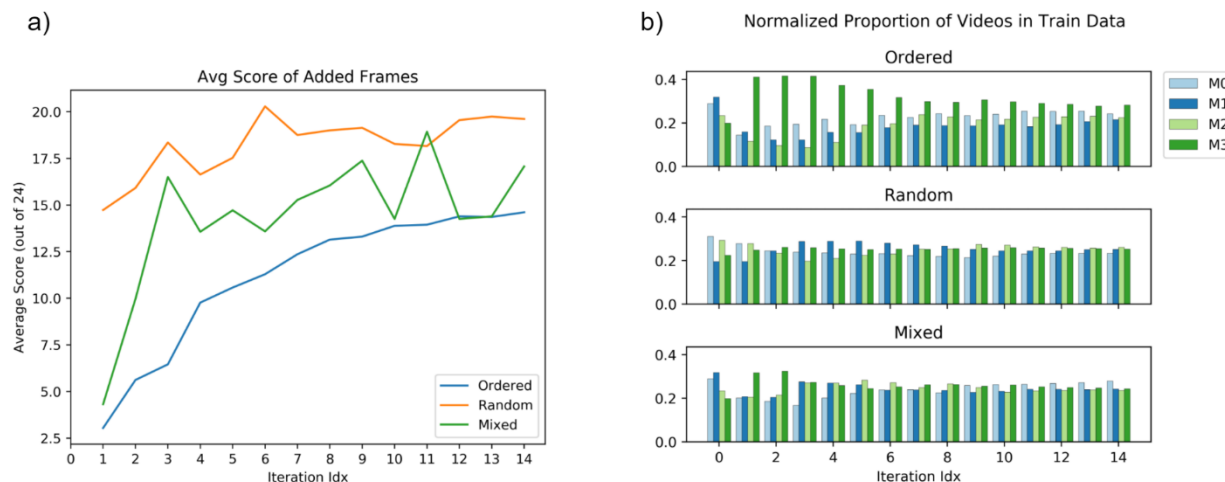 a)
Avg Score of Added Frames
Average Score (out of 24)
20.0
17.5
15.0
12.5
10.0
7.5
5.0
2.5
0 1 2 3 4 5 6 7 8 9 10 11 12 13 14
Iteration Idx
Ordered
Random
Mixed
b)
Normalized Proportion of Videos in Train Data
Ordered
0.4
0.2
0.0
M0
M1
M2
M3
Random
0.4
0.2
0.0
Mixed
0.4
0.2
0.0
0 2 4 6 8 10 12 14
Iteration Idx